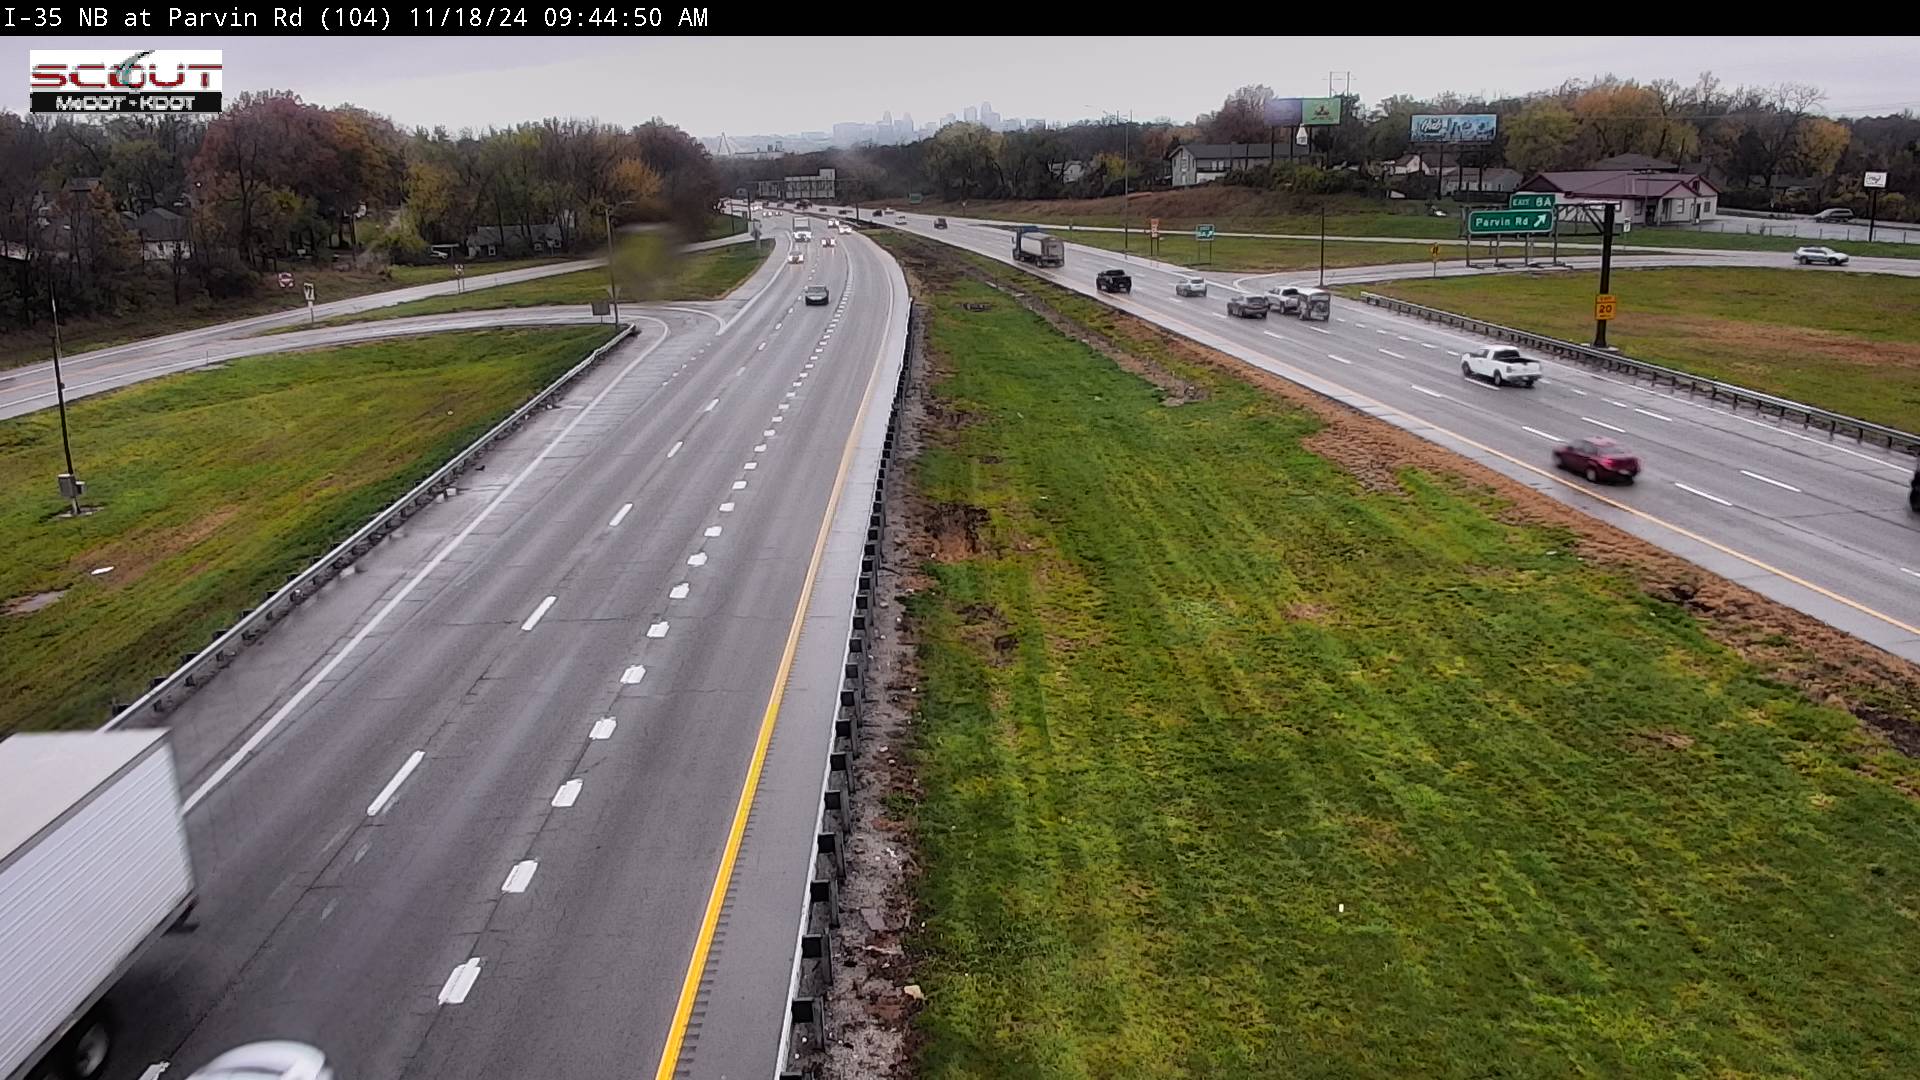 I-35 NB at Parvin Rd (104) 11/18/24 09:44:50 AM
SCOUT
MoDOT - KDOT
EXIT 8A
Parvin Rd
20